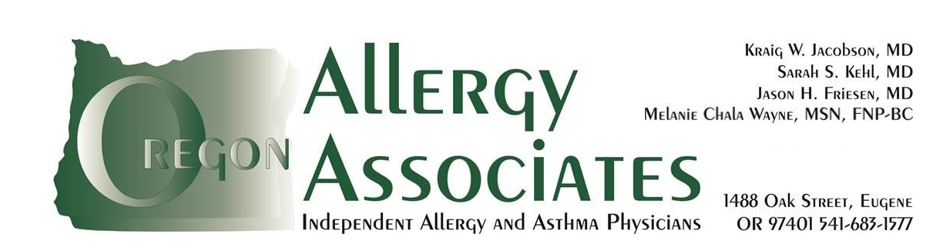 OREGON
Allergy
Associates
Independent Allergy and Asthma Physicians
Kraig W. Jacobson, MD
Sarah S. Kehl, MD
Jason H. Friesen, MD
Melanie Chala Wayne, MSN, FNP-BC
1488 Oak Street, Eugene
OR 97401 541-683-1577